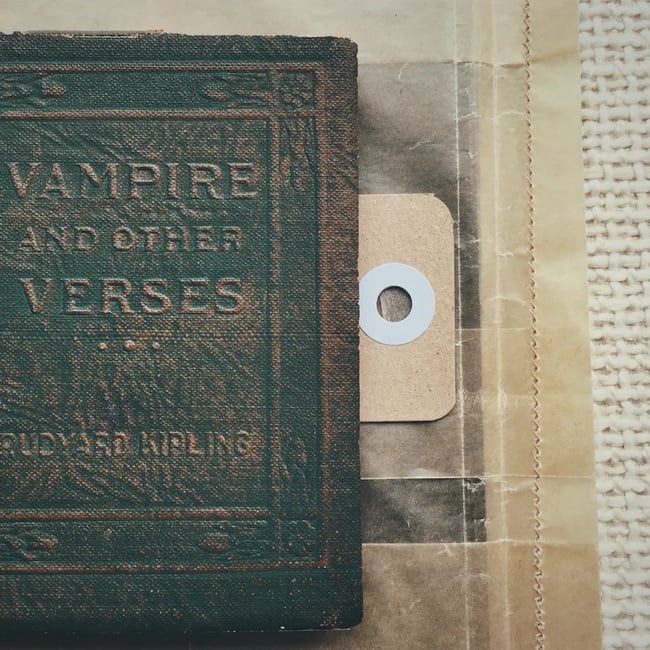 VAMPIRE
AND OTHER
VERSES
RUDYARD KIPLING